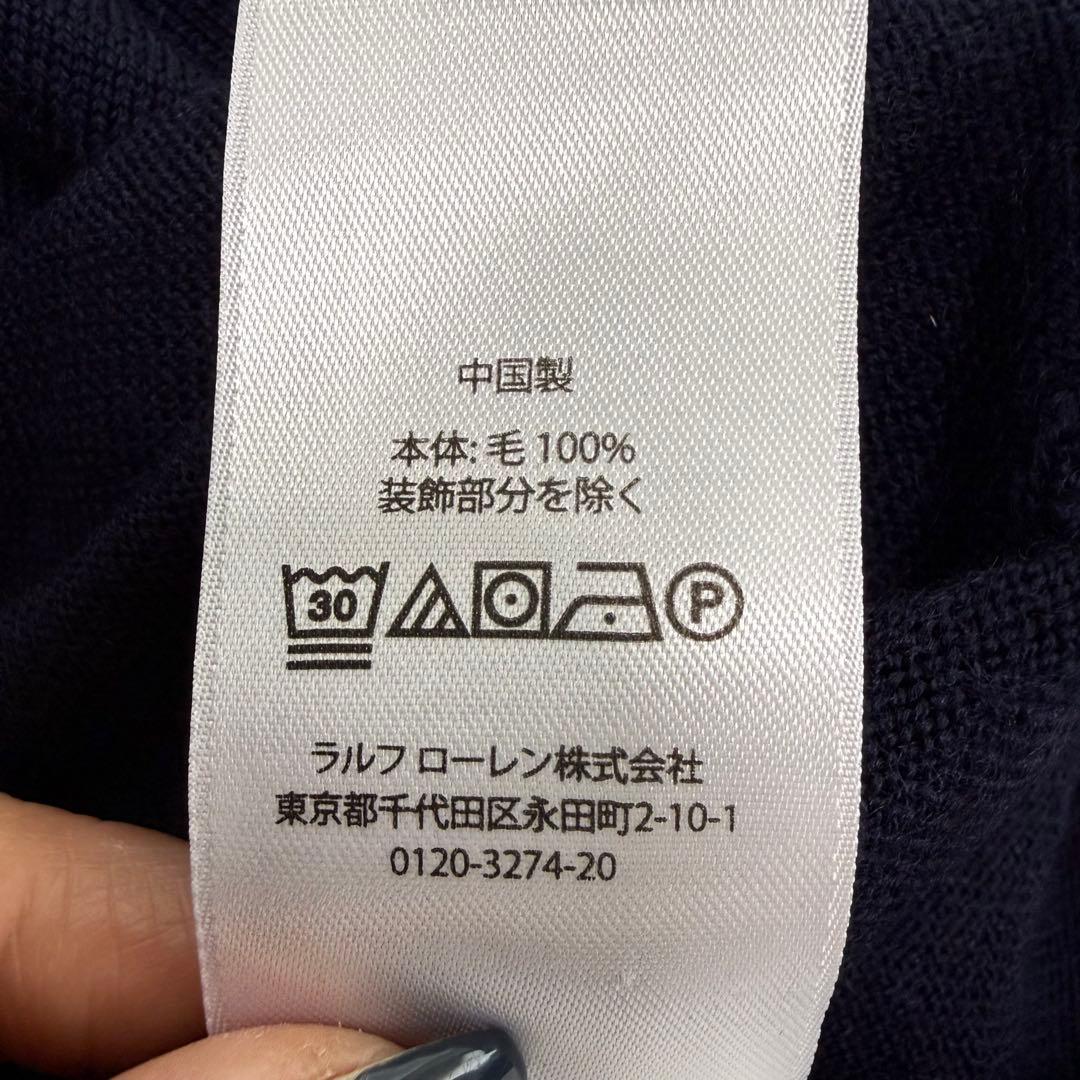 中国製
本体: 毛 100%
装飾部分を除く
30
P
ラルフ ローレン株式会社
東京都千代田区永田町2-10-1
0120-3274-20